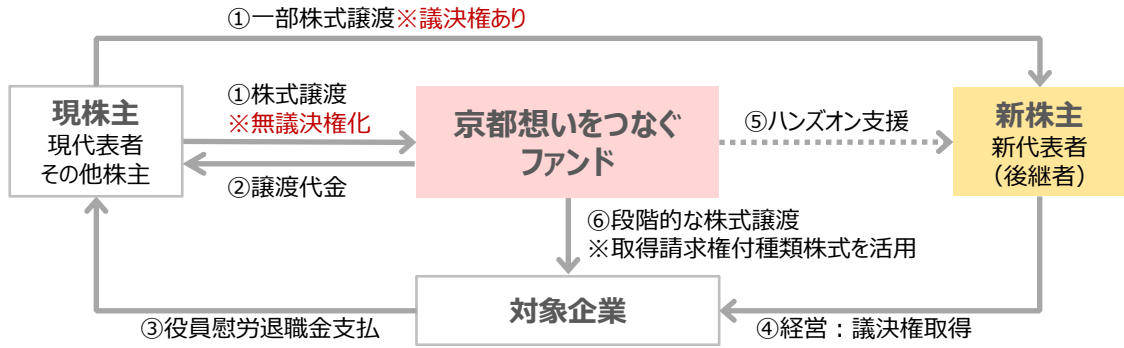 ①一部株式譲渡※議決権あり
現株主
現代表者
その他株主
①株式譲渡
※無議決権化
②譲渡代金
京都想いをつなぐ
ファンド
⑤ハンズオン支援
新株主
新代表者
（後継者）
⑥段階的な株式譲渡
※取得請求権付種類株式を活用
対象企業
③役員慰労退職金支払
④経営：議決権取得